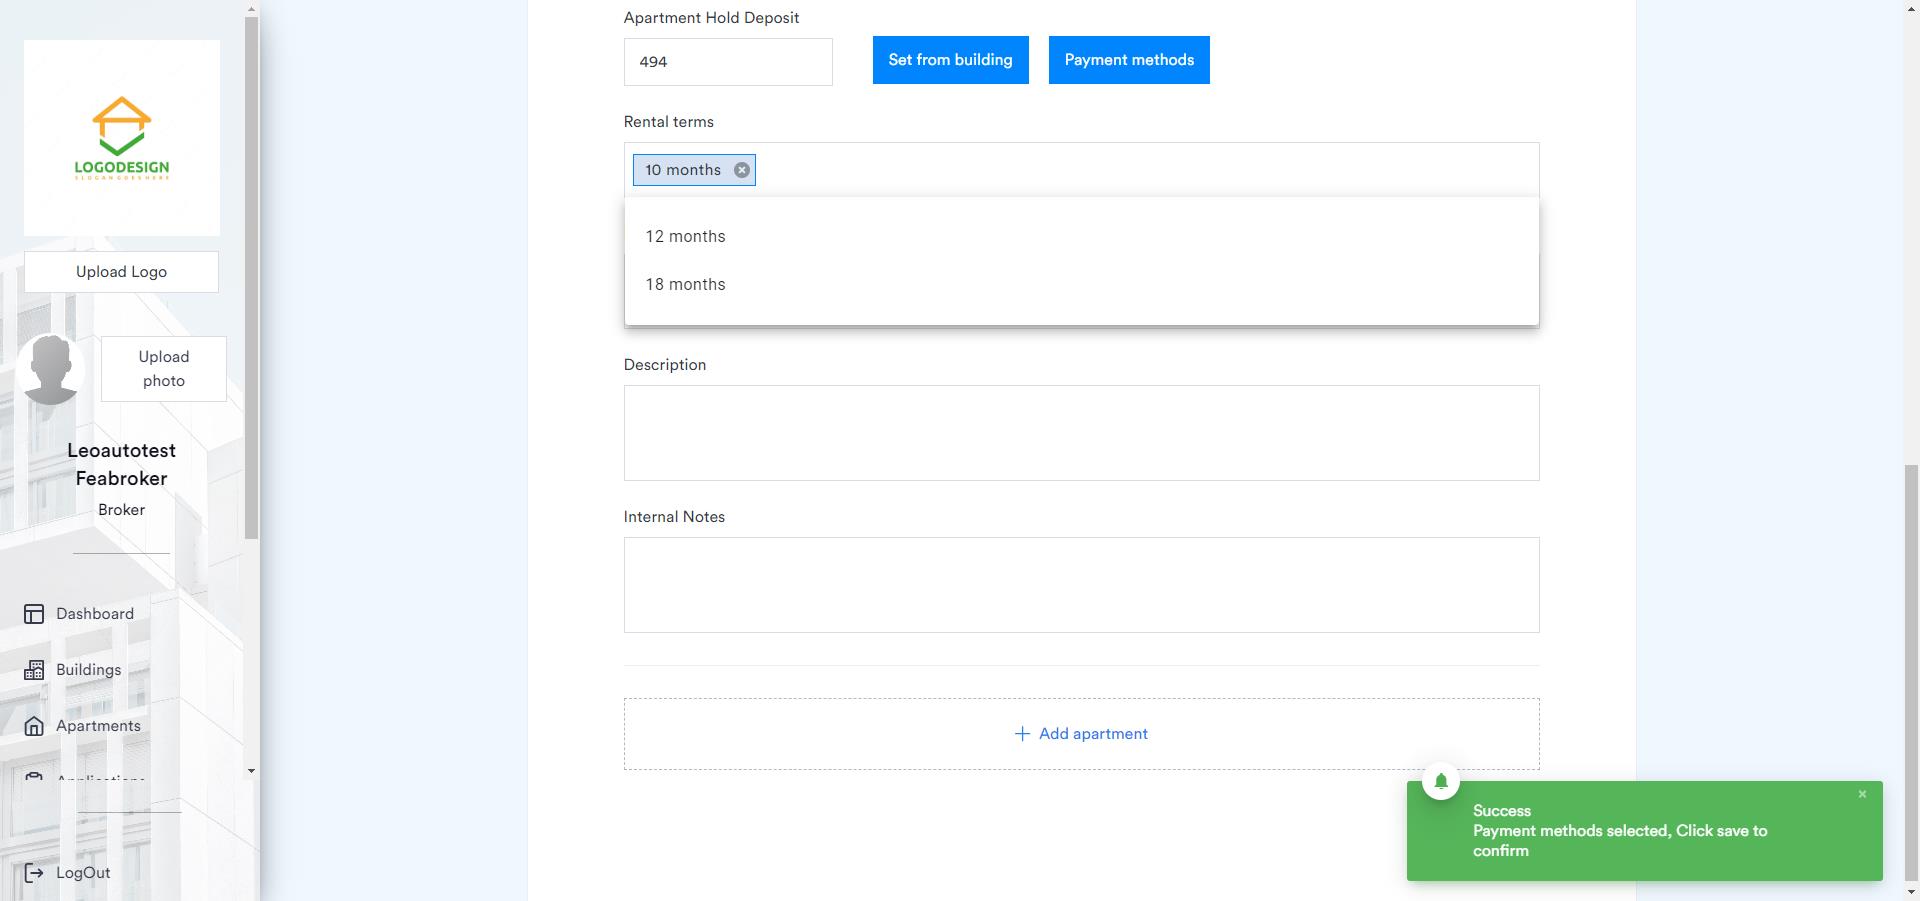 LOGODESIGN
SLOGANGOESHERE
Upload Logo
Upload
photo
Leoautotest
Feabroker
Broker
Dashboard
Buildings
Apartments
Applications
LogOut
Apartment Hold Deposit
494
Set from building
Payment methods
Rental terms
10 months
12 months
18 months
Description
Internal Notes
Add apartment
Success
Payment methods selected, Click save to
confirm